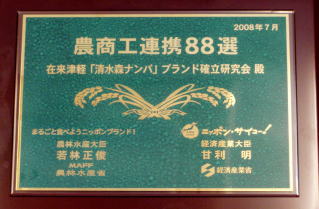 2008年7月
農商工連携88選
在来津軽「清水森ナンバ」ブランド確立研究会 殿
まるごと食べようニッポンブランド!
農林水産大臣
若林正俊
MAFF
農林水産省
ニッポン・サイコー!
経済産業大臣
甘利 明
経済産業省